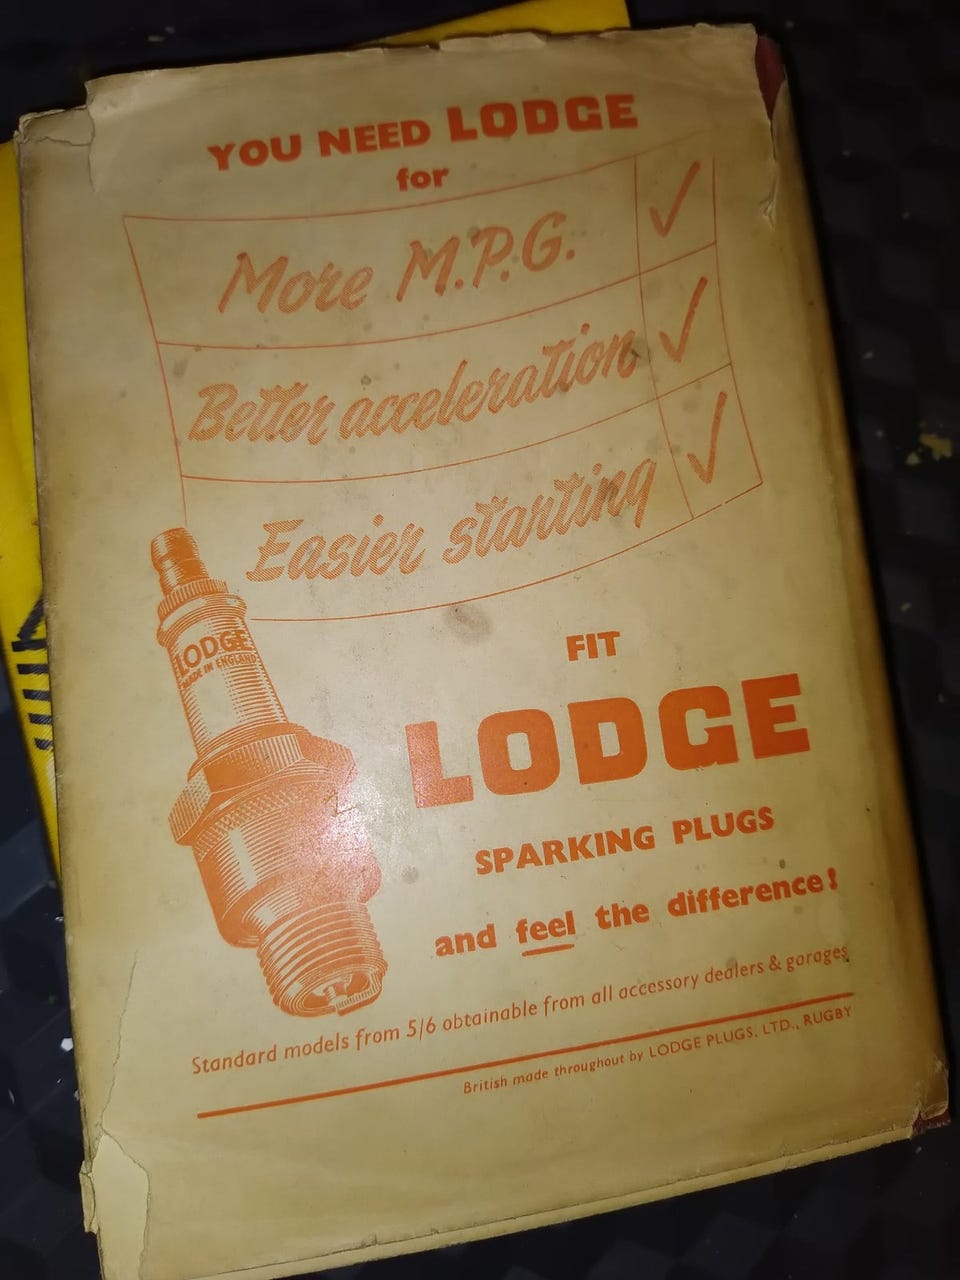 YOU NEED LODGE
for
More M.P.G.
Better acceleration
Easier starting
LODGE
MADE IN ENGLAND
FIT
LODGE
SPARKING PLUGS
and feel the difference!
Standard models from 5/6 obtainable from all accessory dealers & garages
British made throughout by LODGE PLUGS, LTD., RUGBY